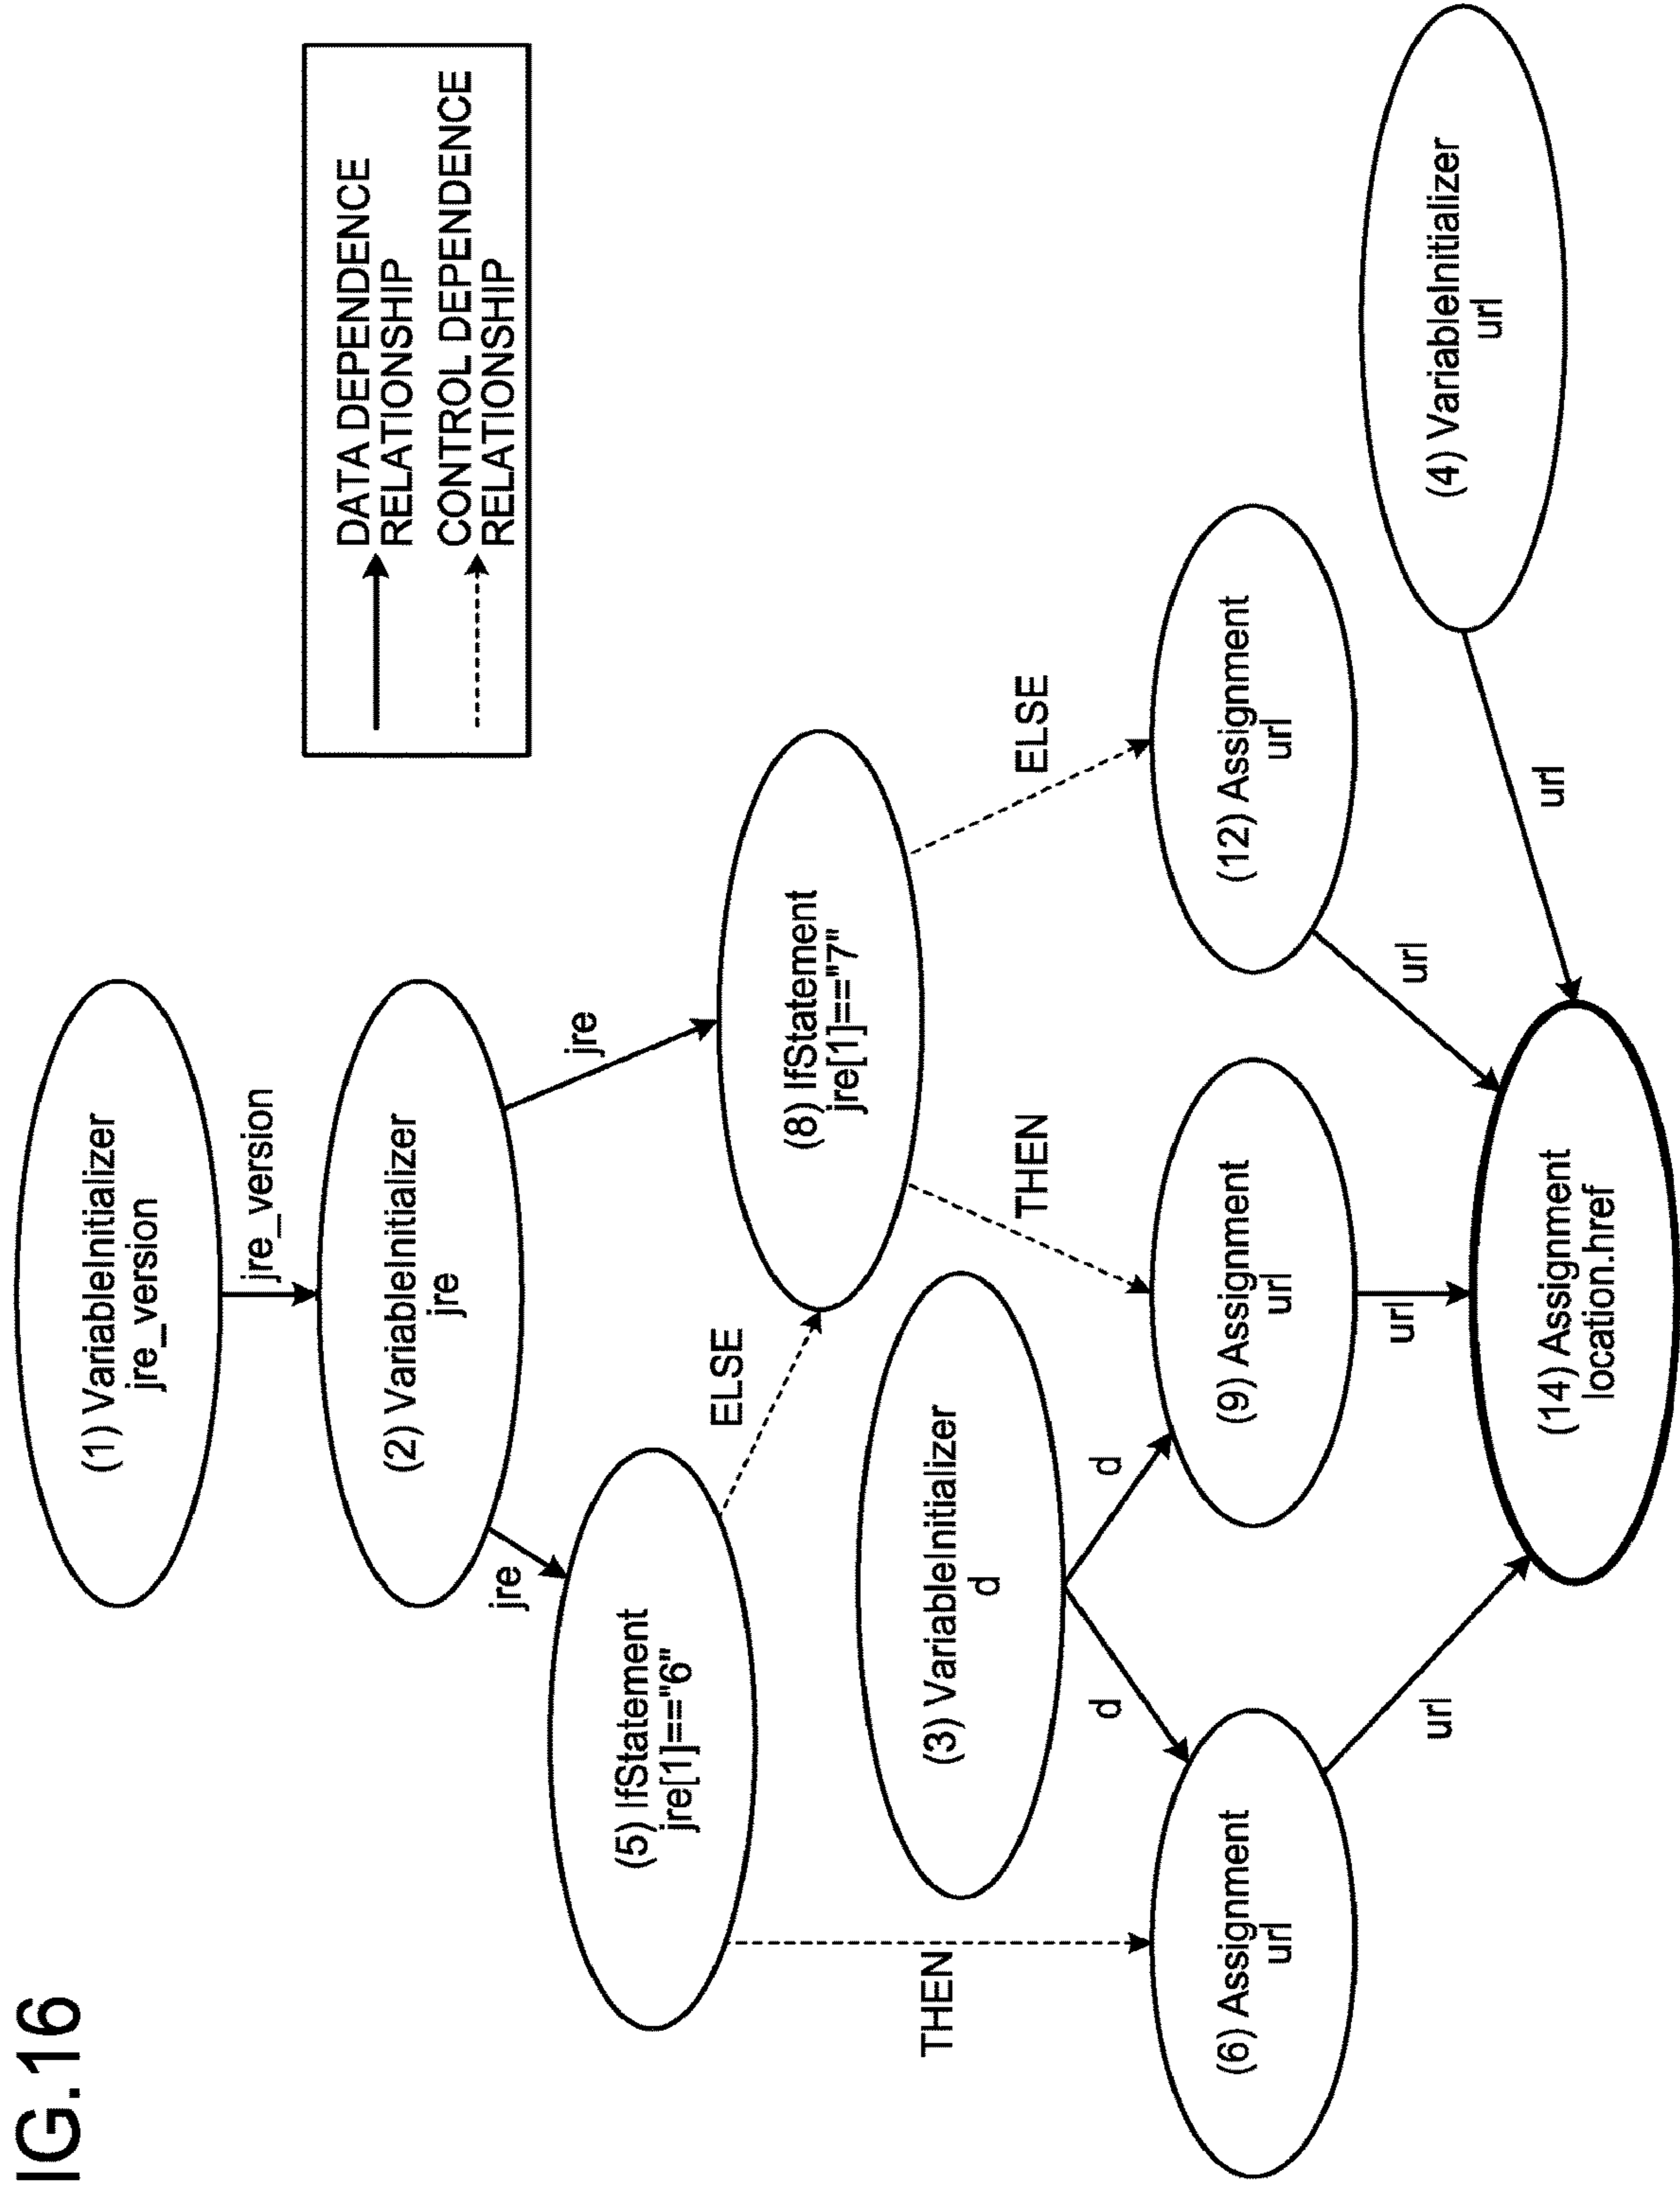 IG.16
(1) VariableInitializer
jre_version
jre_version
(2) VariableInitializer
jre
jre
jre
DATA DEPENDENCE
RELATIONSHIP
CONTROL DEPENDENCE
RELATIONSHIP
(5) IfStatement
jre[1]=="6"
ELSE
(8) IfStatement
jre[1]=="7"
THEN
(3) VariableInitializer
d
THEN
ELSE
d
d
(6) Assignment
url
(9) Assignment
url
(12) Assignment
url
(4) VariableInitializer
url
url
url
url
url
(14) Assignment
location.href